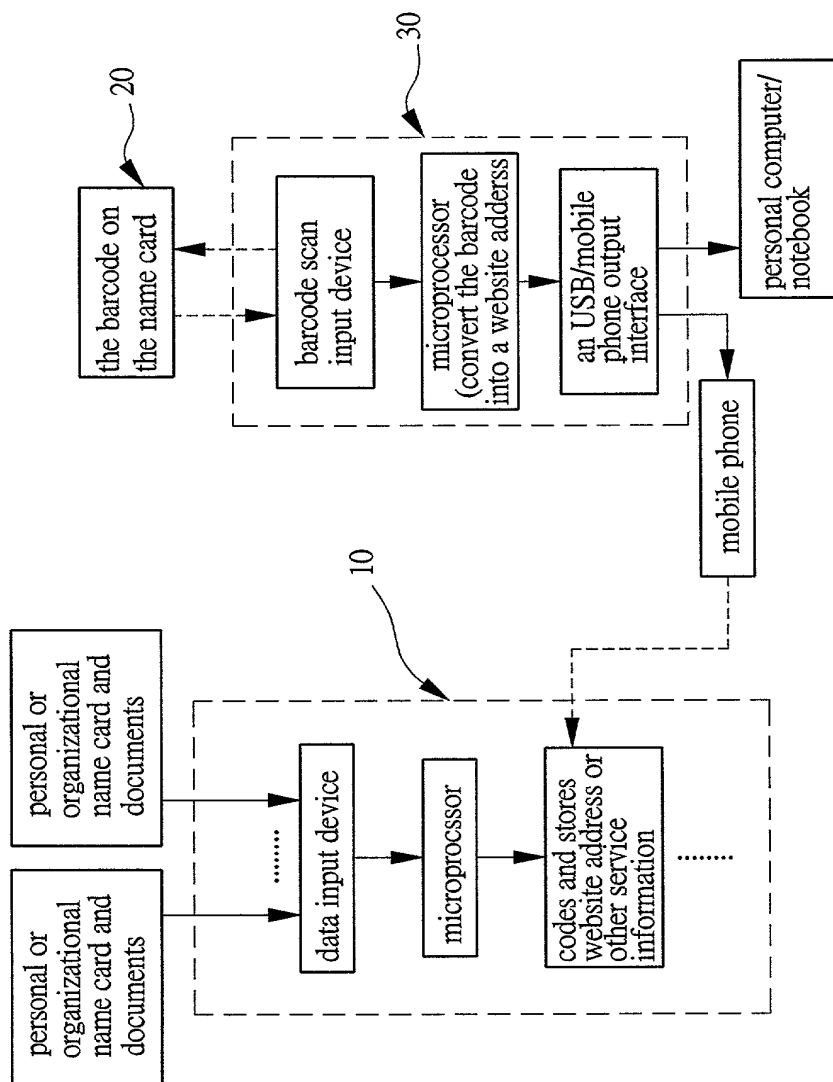 personal or
organizational
name card and
documents
personal or
organizational
name card and
documents
10
data input device
........
microprocssor
codes and stores
website address or
other service
information
........
20
the barcode on
the name card
30
barcode scan
input device
microprocessor
(convert the barcode
into a website adderss
an USB/mobile
phone output
interface
mobile phone
personal computer/
notebook